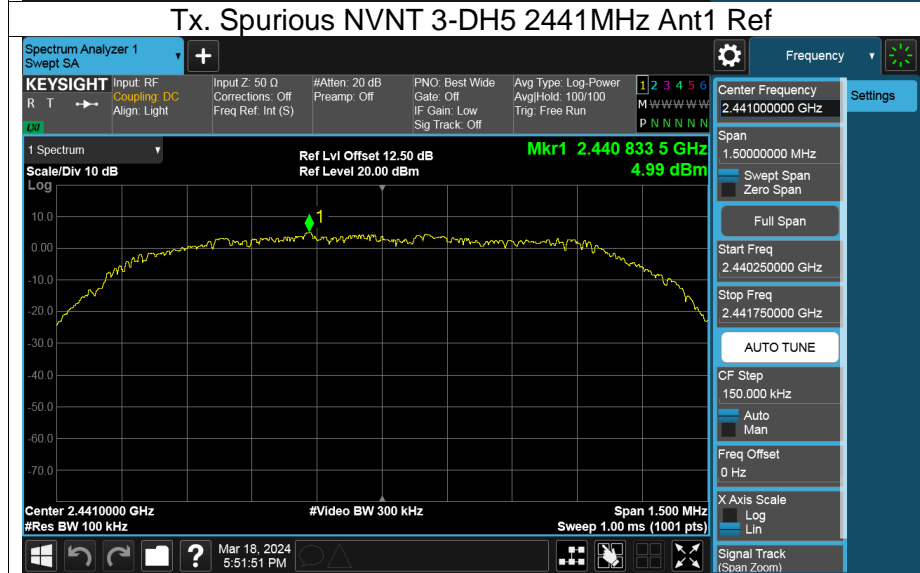 Tx. Spurious NVNT 3-DH5 2441MHz Ant1 Ref
Spectrum Analyzer 1
Swept SA
+
Frequency
KEYSIGHT
R T
LXI
Input: RF
Coupling: DC
Align: Light
Input Z: 50 Ω
Corrections: Off
Freq Ref: Int (S)
#Atten: 20 dB
Preamp: Off
PNO: Best Wide
Gate: Off
IF Gain: Low
Sig Track: Off
Avg Type: Log-Power
Avg|Hold: 100/100
Trig: Free Run
1 2 3 4 5 6
M W W W W W
P N N N N N
Center Frequency
2.441000000 GHz
Settings
1 Spectrum
Scale/Div 10 dB
Log
Ref Lvl Offset 12.50 dB
Ref Level 20.00 dBm
Mkr1 2.440 833 5 GHz
4.99 dBm
Span
1.50000000 MHz
Swept Span
Zero Span
Full Span
Start Freq
2.440250000 GHz
Stop Freq
2.441750000 GHz
AUTO TUNE
CF Step
150.000 kHz
Auto
Man
Freq Offset
0 Hz
X Axis Scale
Log
Lin
Signal Track
(Span Zoom)
1
10.0
0.00
-10.0
-20.0
-30.0
-40.0
-50.0
-60.0
-70.0
Center 2.4410000 GHz
#Res BW 100 kHz
#Video BW 300 kHz
Span 1.500 MHz
Sweep 1.00 ms (1001 pts)
?
Mar 18, 2024
5:51:51 PM